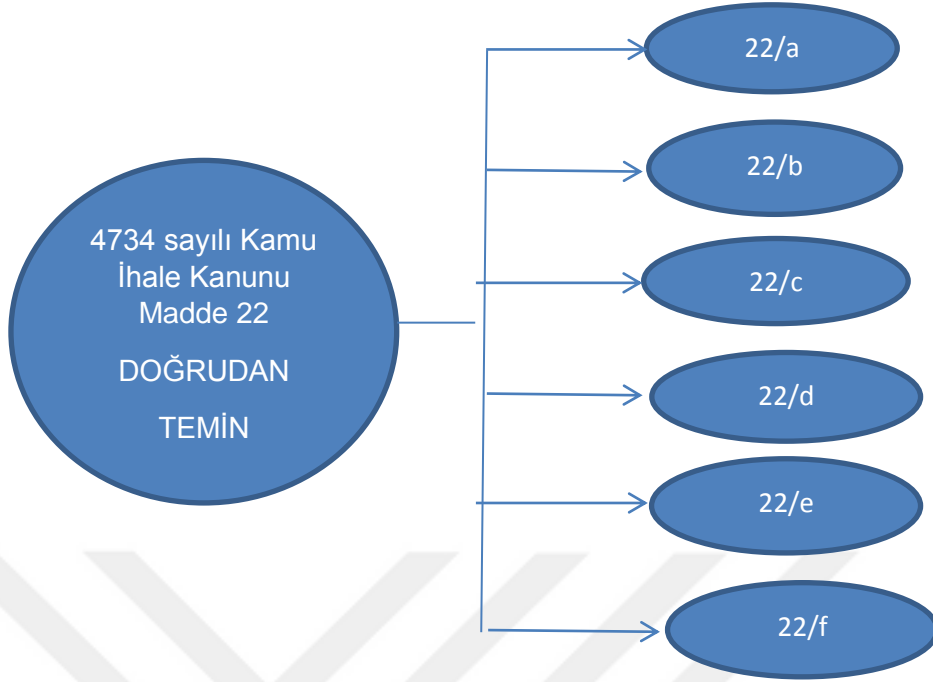 4734 sayılı Kamu
İhale Kanunu
Madde 22
DOĞRUDAN
TEMİN
22/a
22/b
22/c
22/d
22/e
22/f